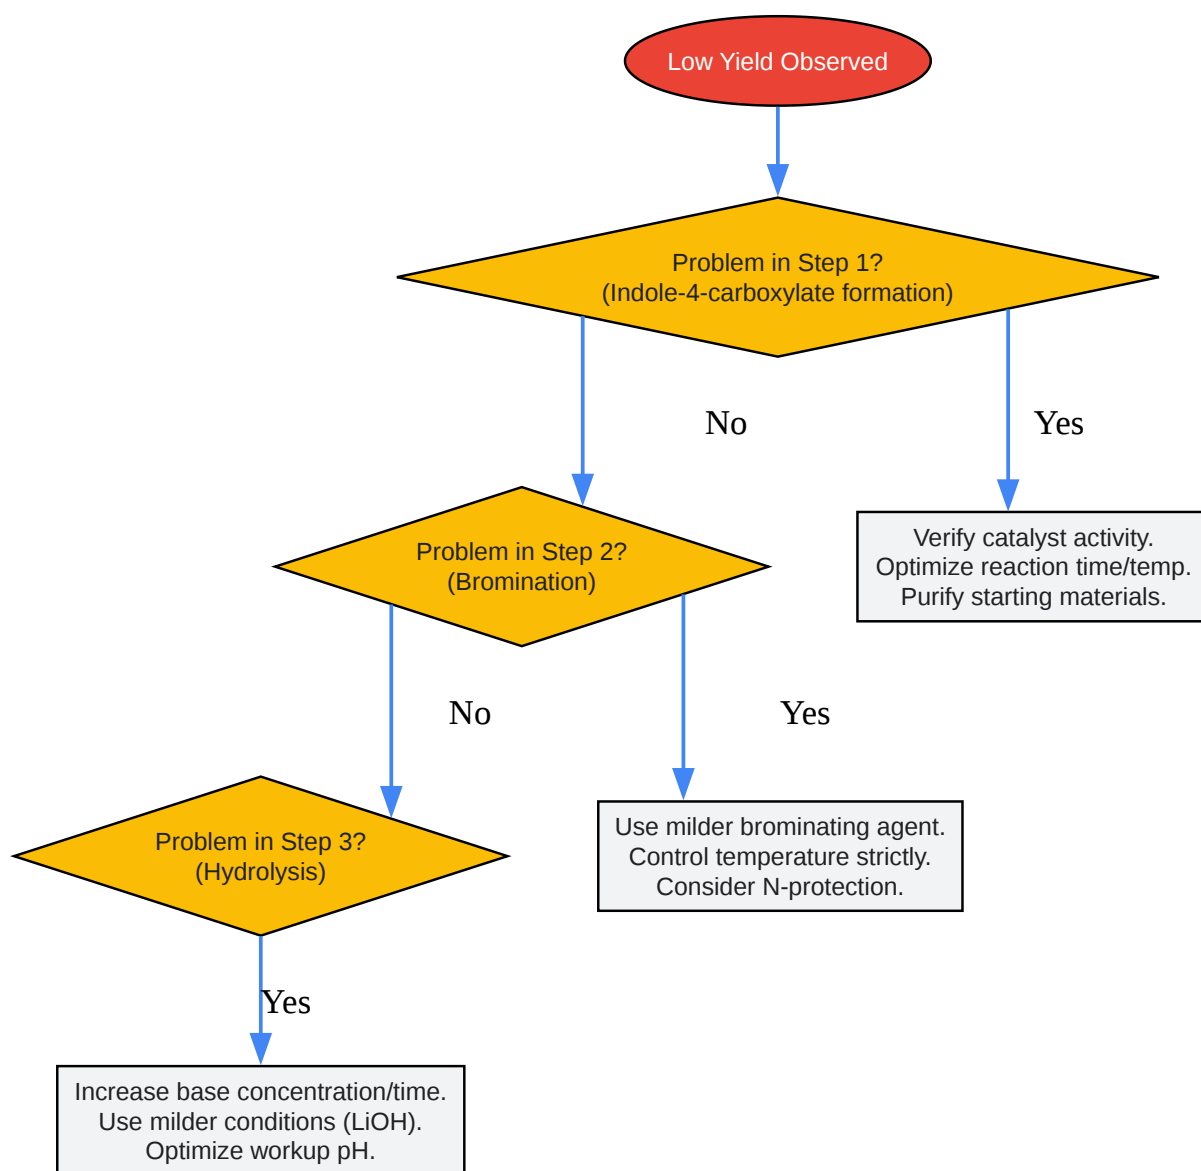 Low Yield Observed
Problem in Step 1?
(Indole-4-carboxylate formation)
No
Yes
Problem in Step 2?
(Bromination)
Verify catalyst activity.
Optimize reaction time/temp.
Purify starting materials.
No
Yes
Problem in Step 3?
(Hydrolysis)
Use milder brominating agent.
Control temperature strictly.
Consider N-protection.
Yes
Increase base concentration/time.
Use milder conditions (LiOH).
Optimize workup pH.